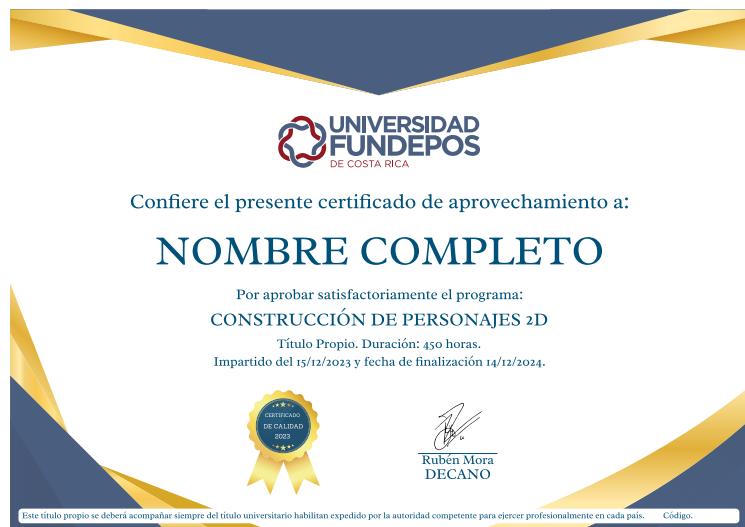 UNIVERSIDAD
FUNDEPOS
DE COSTA RICA
Confiere el presente certificado de aprovechamiento a:
NOMBRE COMPLETO
Por aprobar satisfactoriamente el programa:
CONSTRUCCIÓN DE PERSONAJES 2D
Título Propio. Duración: 450 horas.
Impartido del 15/12/2023 y fecha de finalización 14/12/2024.
CERTIFICADO
DE CALIDAD
2023
Rubén Mora
DECANO
Este título propio se deberá acompañar siempre del título universitario habilitan expedido por la autoridad competente para ejercer profesionalmente en cada país. Código.